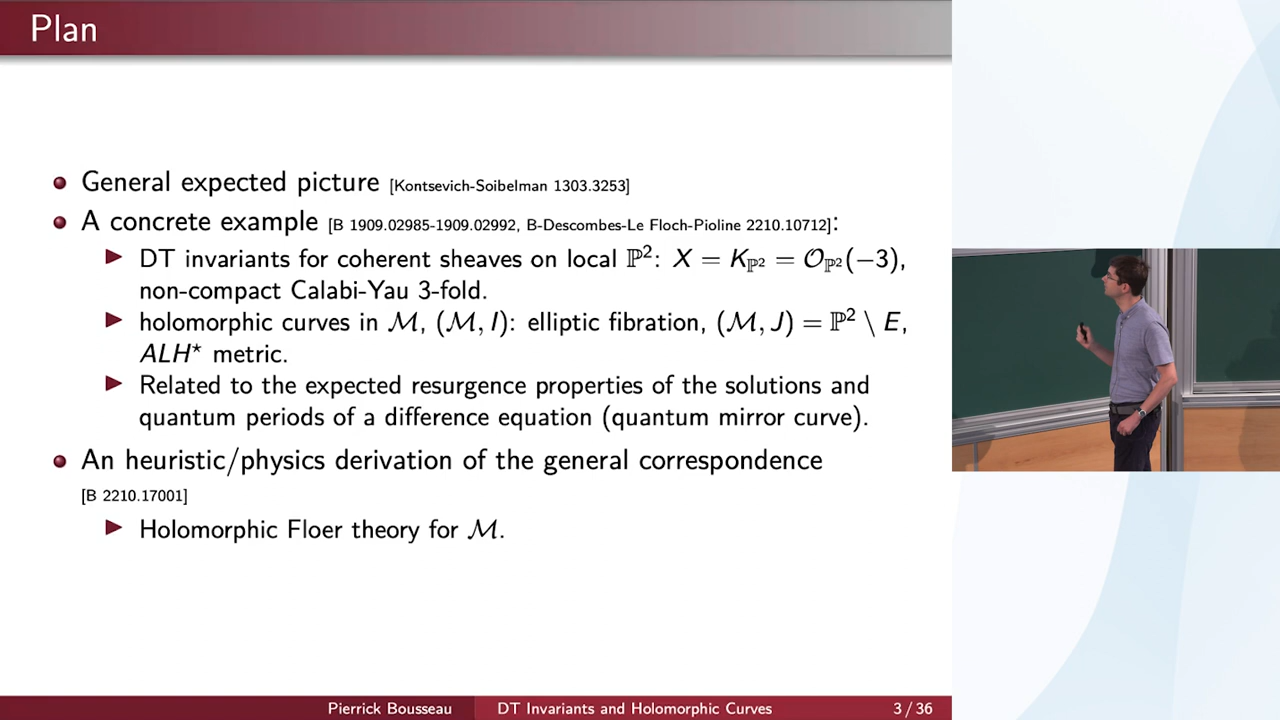 Plan
General expected picture [Kontsevich-Soibelman 1303.3253]
A concrete example [B 1909.02985-1909.02992, B-Descombes-Le Floch-Pioline 2210.10712]:
DT invariants for coherent sheaves on local ℙ²: X = K_{ℙ²} = 𝒪_{ℙ²}(−3),
non-compact Calabi-Yau 3-fold.
holomorphic curves in ℳ, (ℳ, I): elliptic fibration, (ℳ, J) = ℙ² \ E,
ALH* metric.
Related to the expected resurgence properties of the solutions and
quantum periods of a difference equation (quantum mirror curve).
An heuristic/physics derivation of the general correspondence
[B 2210.17001]
Holomorphic Floer theory for ℳ.
Pierrick Bousseau DT Invariants and Holomorphic Curves 3 / 36